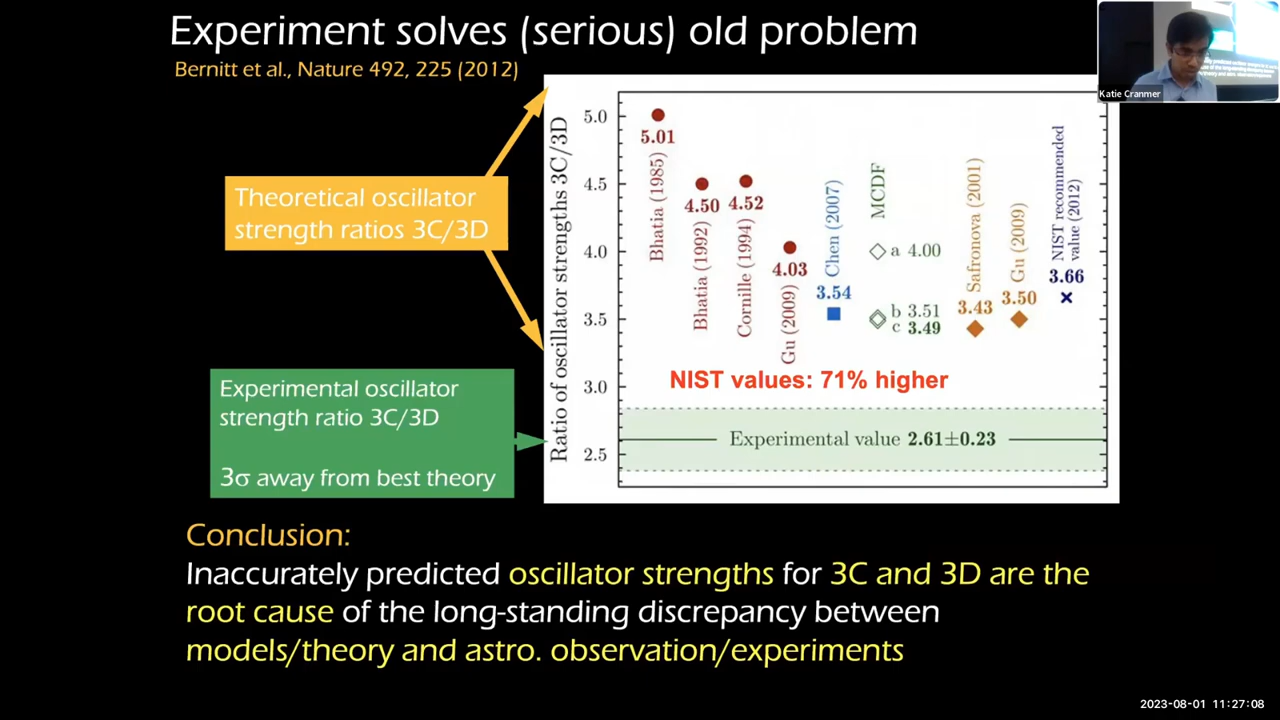 Experiment solves (serious) old problem
Bernitt et al., Nature 492, 225 (2012)
Katie Cranmer
Theoretical oscillator
strength ratios 3C/3D
Experimental oscillator
strength ratio 3C/3D
3σ away from best theory
Ratio of oscillator strengths 3C/3D
5.0
4.5
4.0
3.5
3.0
2.5
5.01
Bhatia (1985)
4.50
Bhatia (1992)
4.52
Cornille (1994)
4.03
Gu (2009)
Chen (2007)
3.54
MCDF
a 4.00
b 3.51
c 3.49
Safronova (2001)
3.43
Gu (2009)
3.50
NIST recommended
value (2012)
3.66
NIST values: 71% higher
Experimental value 2.61±0.23
Conclusion:
Inaccurately predicted oscillator strengths for 3C and 3D are the
root cause of the long-standing discrepancy between
models/theory and astro. observation/experiments
2023-08-01 11:27:08